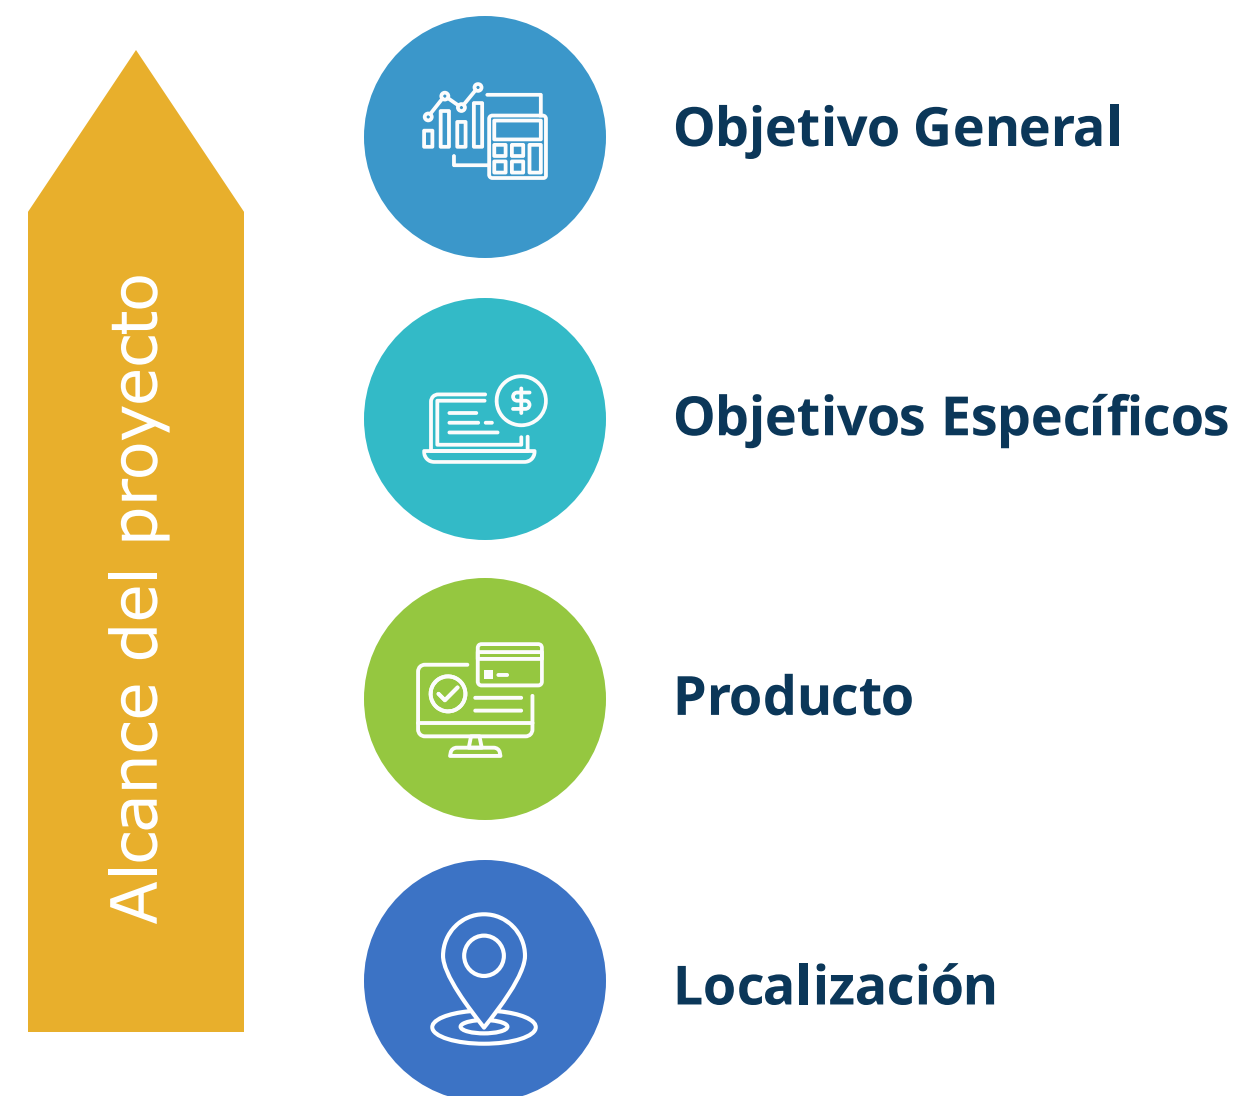 Alcance del proyecto
Objetivo General
Objetivos Específicos
Producto
Localización